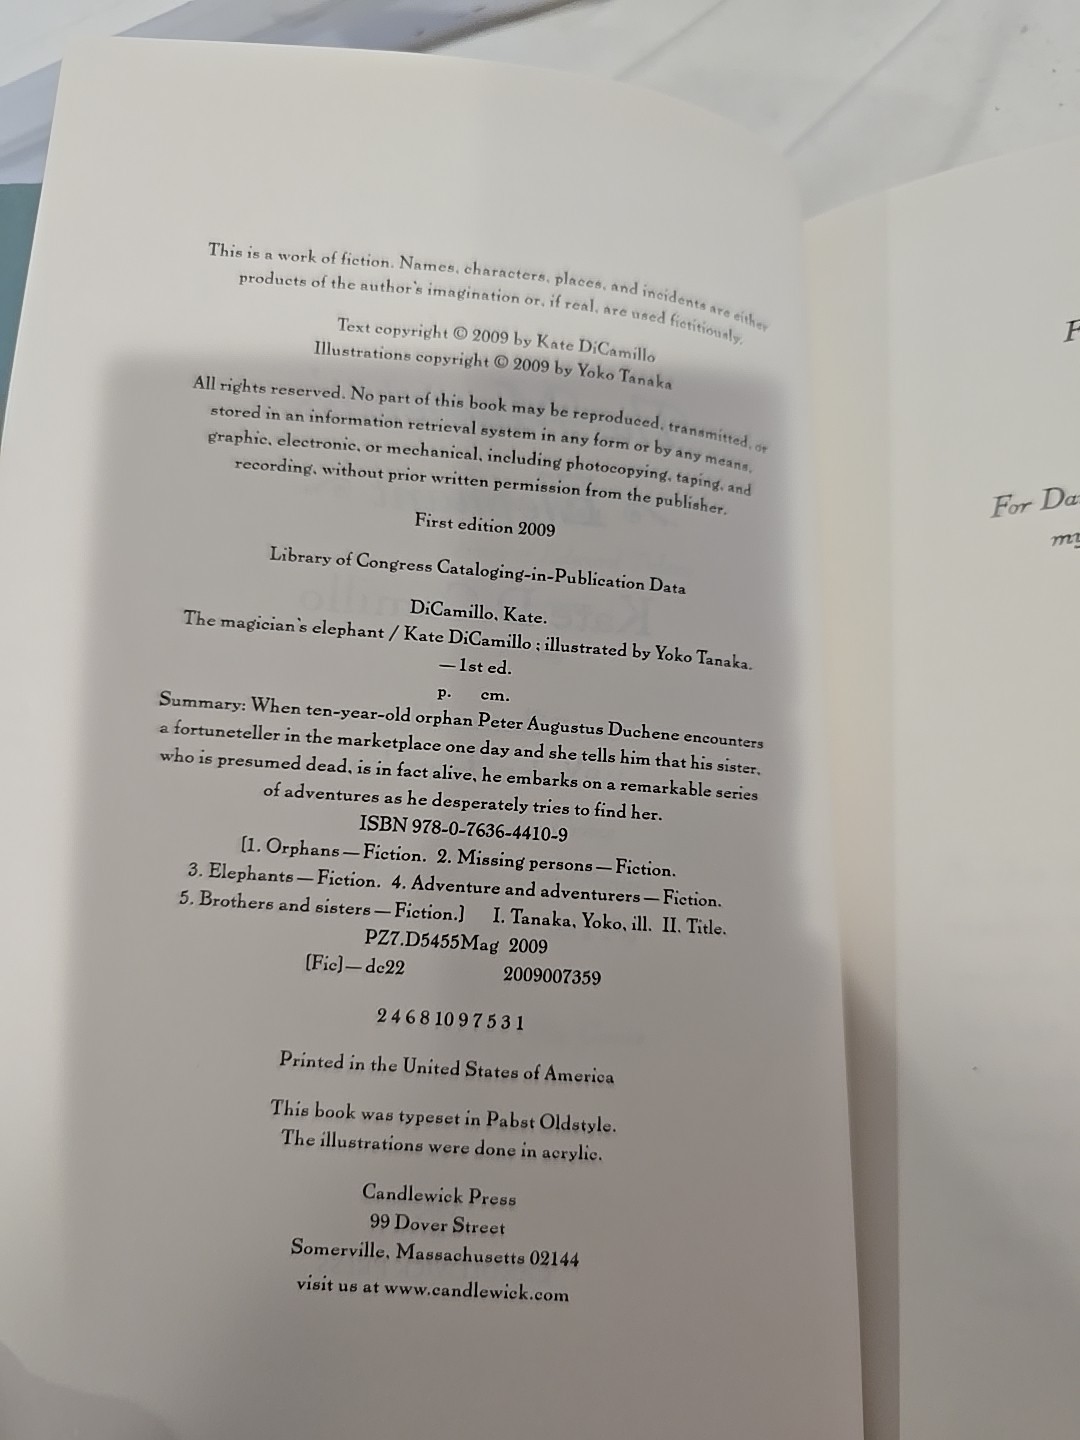 This is a work of fiction. Names, characters, places, and incidents are either
products of the author's imagination or, if real, are used fictitiously.
Text copyright © 2009 by Kate DiCamillo
Illustrations copyright © 2009 by Yoko Tanaka
All rights reserved. No part of this book may be reproduced, transmitted, or
stored in an information retrieval system in any form or by any means,
graphic, electronic, or mechanical, including photocopying, taping, and
recording, without prior written permission from the publisher.
First edition 2009
Library of Congress Cataloging-in-Publication Data
DiCamillo, Kate.
The magician's elephant / Kate DiCamillo ; illustrated by Yoko Tanaka.
— 1st ed.
p. cm.
Summary: When ten-year-old orphan Peter Augustus Duchene encounters
a fortuneteller in the marketplace one day and she tells him that his sister,
who is presumed dead, is in fact alive, he embarks on a remarkable series
of adventures as he desperately tries to find her.
ISBN 978-0-7636-4410-9
[1. Orphans — Fiction. 2. Missing persons — Fiction.
3. Elephants — Fiction. 4. Adventure and adventurers — Fiction.
5. Brothers and sisters — Fiction.] I. Tanaka, Yoko, ill. II. Title.
PZ7.D5455Mag 2009
[Fic] — dc22 2009007359
2 4 6 8 10 9 7 5 3 1
Printed in the United States of America
This book was typeset in Pabst Oldstyle.
The illustrations were done in acrylic.
Candlewick Press
99 Dover Street
Somerville, Massachusetts 02144
visit us at www.candlewick.com
For